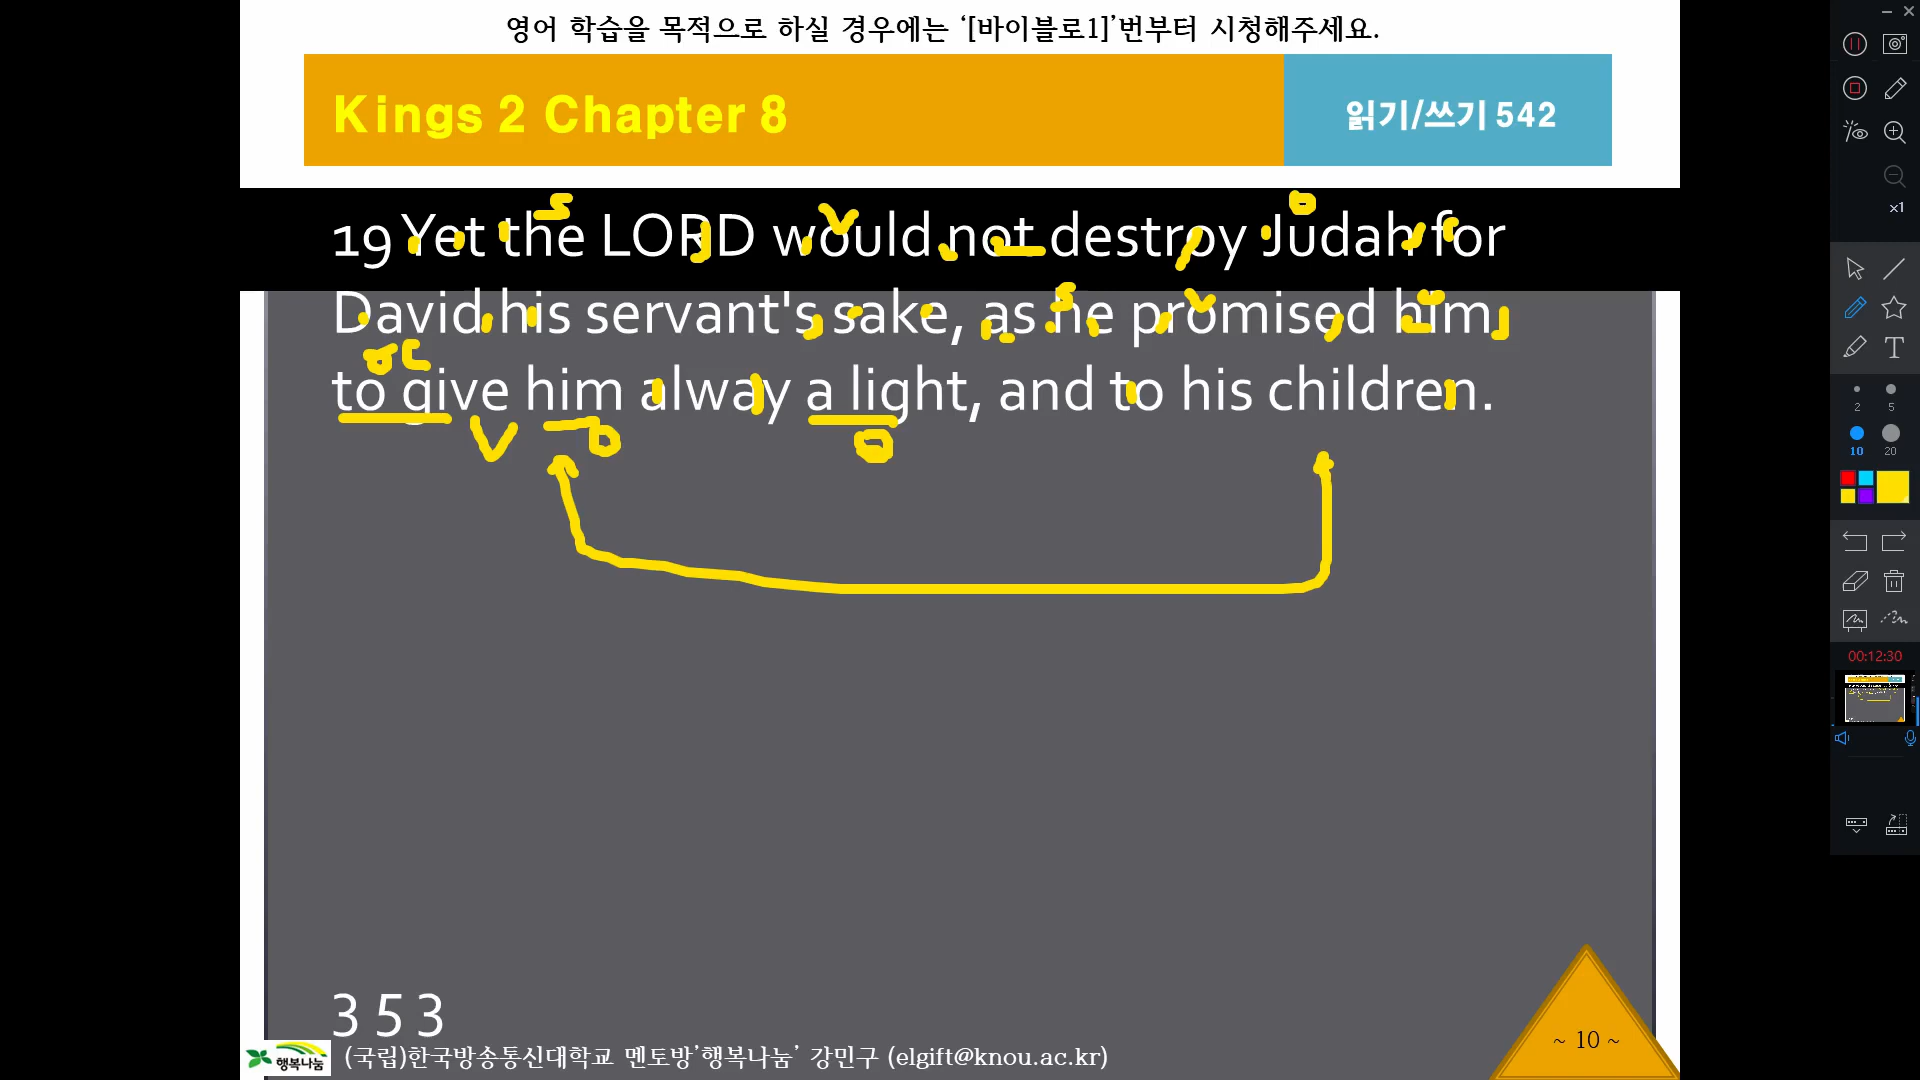 영어 학습을 목적으로 하실 경우에는 ‘[바이블로1]’번부터 시청해주세요.
Kings 2 Chapter 8
읽기/쓰기 542
19 Yet the LORD would not destroy Judah for
David his servant's sake, as he promised him
to give him alway a light, and to his children.
353
행복나눔
(국립)한국방송통신대학교 멘토방’행복나눔’ 강민구 (elgift@knou.ac.kr)
~ 10 ~
x1
2 5
10 20
00:12:30